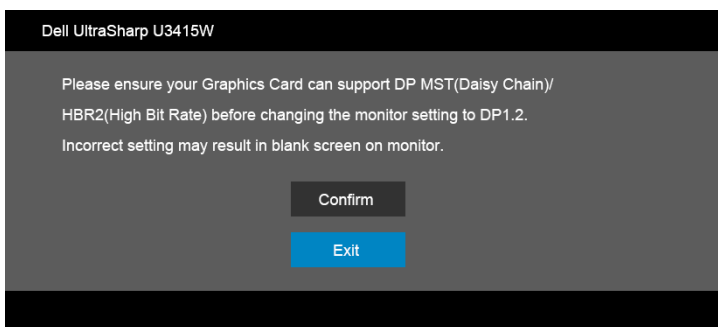 Dell UltraSharp U3415W
Please ensure your Graphics Card can support DP MST(Daisy Chain)/
HBR2(High Bit Rate) before changing the monitor setting to DP1.2.
Incorrect setting may result in blank screen on monitor.
Confirm
Exit